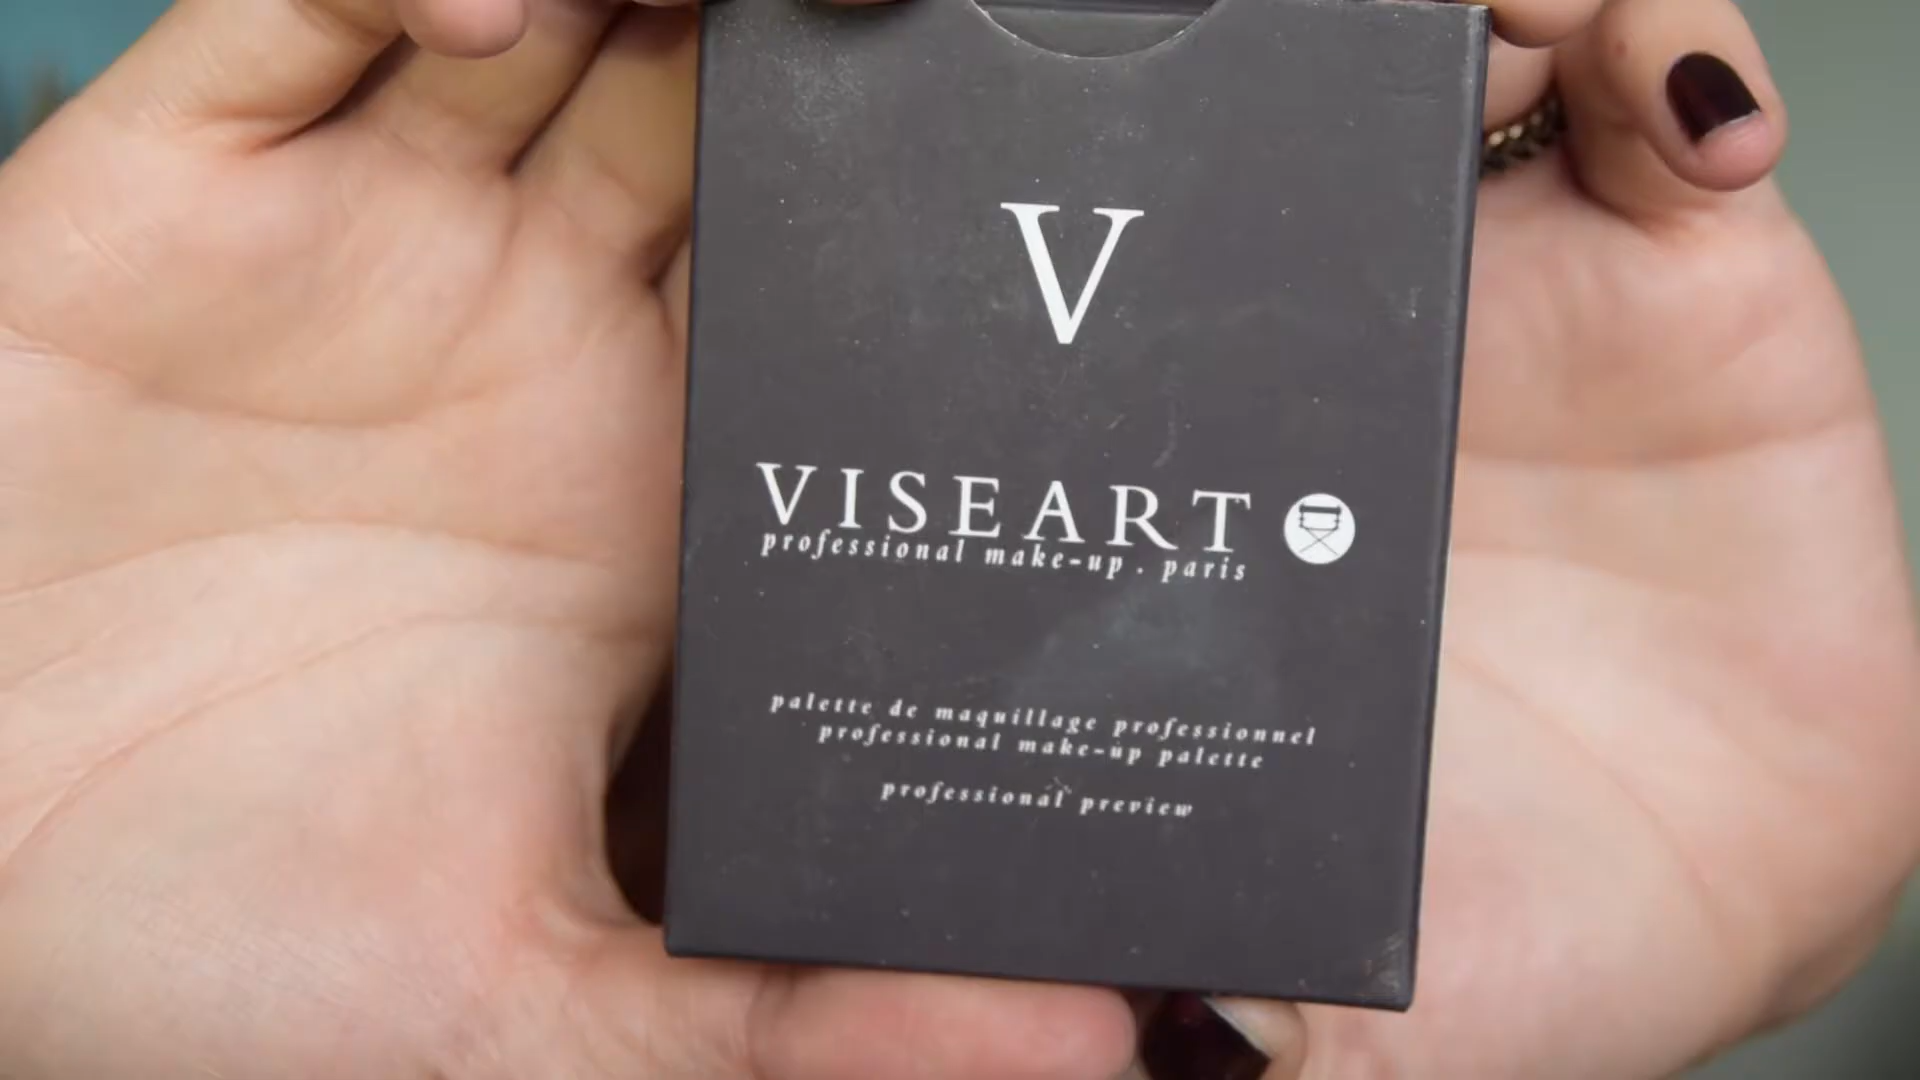 V
VISEART
professional make-up . paris
palette de maquillage professionnel
professional make-up palette
professional preview